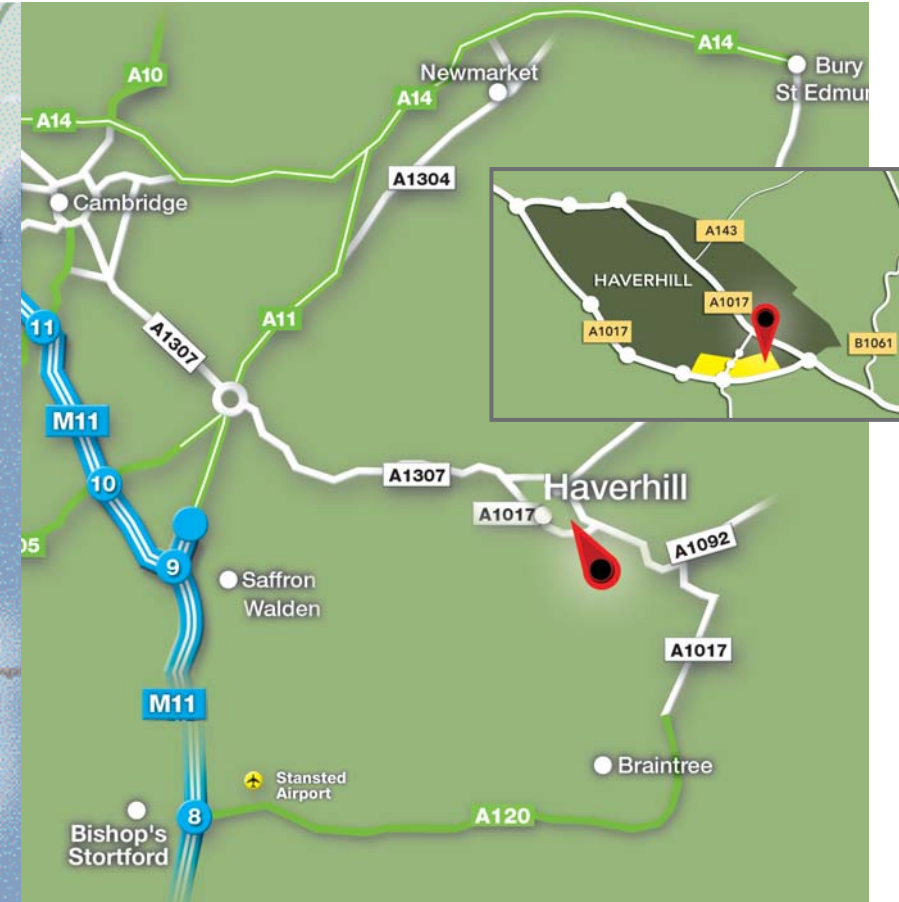 A14
A10
Newmarket
A14
Bury
St Edmu
A14
A1304
Cambridge
A143
HAVERHILL
A1017
A1017
B1061
A11
11
A1307
M11
A1307
Haverhill
10
A1017
A1092
05
9
Saffron
Walden
A1017
M11
Stansted
Airport
Braintree
8
A120
Bishop's
Stortford